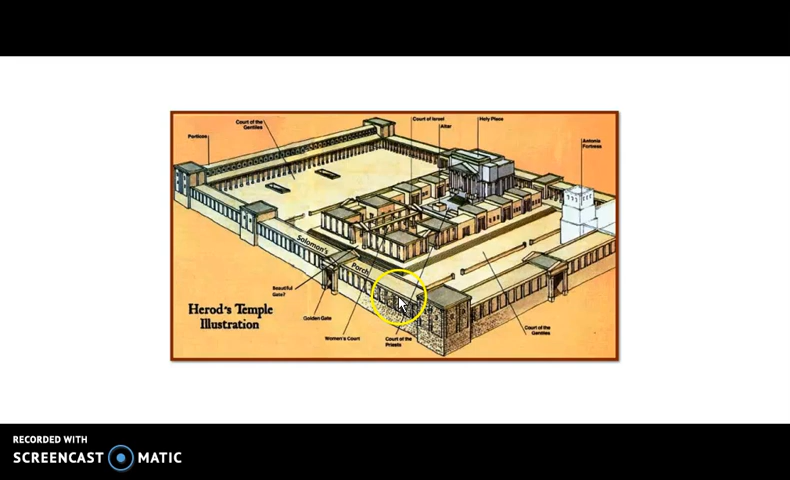 Court of the
Gentiles
Court of Israel
Holy Place
Altar
Porticos
Antonia
Fortress
Solomon's
Porch
Beautiful
Gate?
Herod's Temple
Illustration
Golden Gate
Women's Court
Court of the
Priests
Court of the
Gentiles
RECORDED WITH
SCREENCAST MATIC